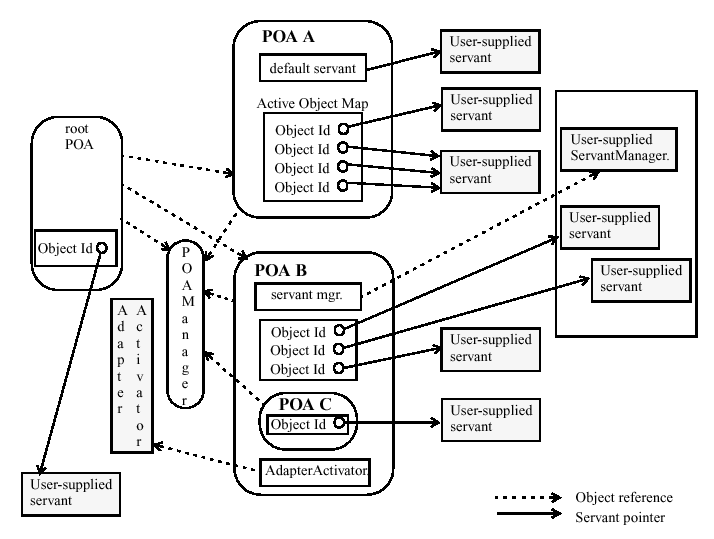 POA A
default servant
Active Object Map
Object Id
Object Id
Object Id
Object Id
User-supplied
servant
User-supplied
servant
User-supplied
servant
root
POA
Object Id
User-supplied
ServantManager.
User-supplied
servant
User-supplied
servant
POAManager
Adapter
Activator
POA B
servant mgr.
Object Id
Object Id
Object Id
User-supplied
servant
POA C
Object Id
User-supplied
servant
AdapterActivator.
User-supplied
servant
Object reference
Servant pointer